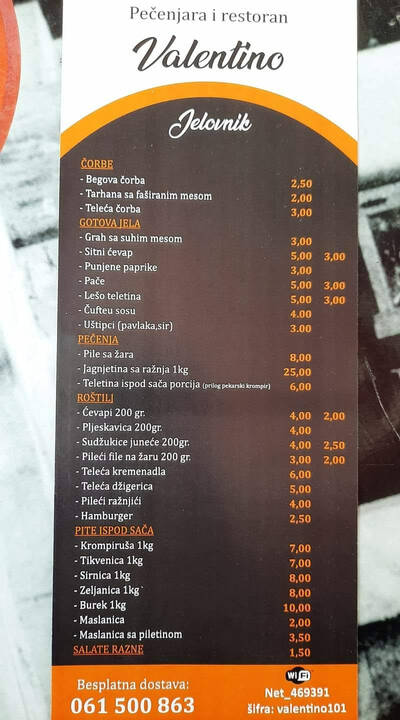 Pečenjara i restoran
Valentino
Jelovnik
ČORBE
- Begova čorba 2,50
- Tarhana sa faširanim mesom 2,00
- Teleća čorba 3,00
GOTOVA JELA
- Grah sa suhim mesom 3,00
- Sitni ćevap 5,00 3,00
- Punjene paprike 3,00
- Pače 5,00 3,00
- Lešo teletina 5,00 3,00
- Čufteu sosu 4.00
- Uštipci (pavlaka,sir) 3.00
PEČENJA
- Pile sa žara 8,00
- Jagnjetina sa ražnja 1kg 25,00
- Teletina ispod sača porcija (prilog pekarski krompir) 6,00
ROŠTILJ
- Ćevapi 200 gr. 4,00 2,00
- Pljeskavica 200gr. 4,00
- Sudžukice juneće 200gr. 4,00 2,50
- Pileći file na žaru 200 gr. 3,00 2,00
- Teleća kremenadla 6,00
- Teleća džigerica 5,00
- Pileći ražnjići 4,00
- Hamburger 2,50
PITE ISPOD SAČA
- Krompiruša 1kg 7,00
- Tikvenica 1kg 7,00
- Sirnica 1kg 8,00
- Zeljanica 1kg 8,00
- Burek 1kg 10,00
- Maslanica 2,00
- Maslanica sa piletinom 3,50
SALATE RAZNE 1,50
Besplatna dostava:
061 500 863
WiFi
Net_469391
šifra: valentino101